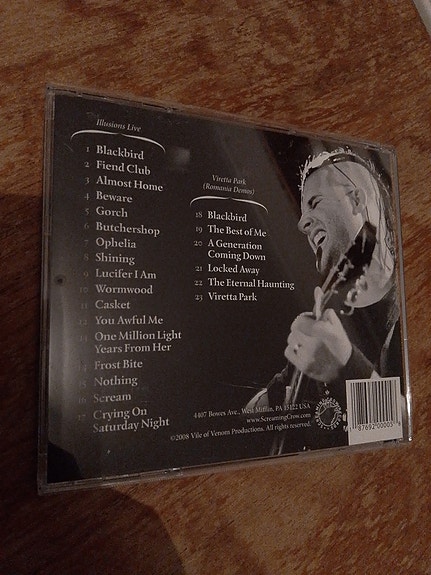 Illusions Live
1 Blackbird
2 Fiend Club
3 Almost Home
4 Beware
5 Gorch
6 Butchershop
7 Ophelia
8 Shining
9 Lucifer I Am
10 Wormwood
11 Casket
12 You Awful Me
13 One Million Light
Years From Her
14 Frost Bite
15 Nothing
16 Scream
17 Crying On
Saturday Night
Viretta Park
(Romania Demos)
18 Blackbird
19 The Best of Me
20 A Generation
Coming Down
21 Locked Away
22 The Eternal Haunting
23 Viretta Park
4407 Bowes Ave., West Mifflin, PA 15122 USA
www.ScreamingCrow.com
©2008 Vile of Venom Productions. All rights reserved.
87692 00005